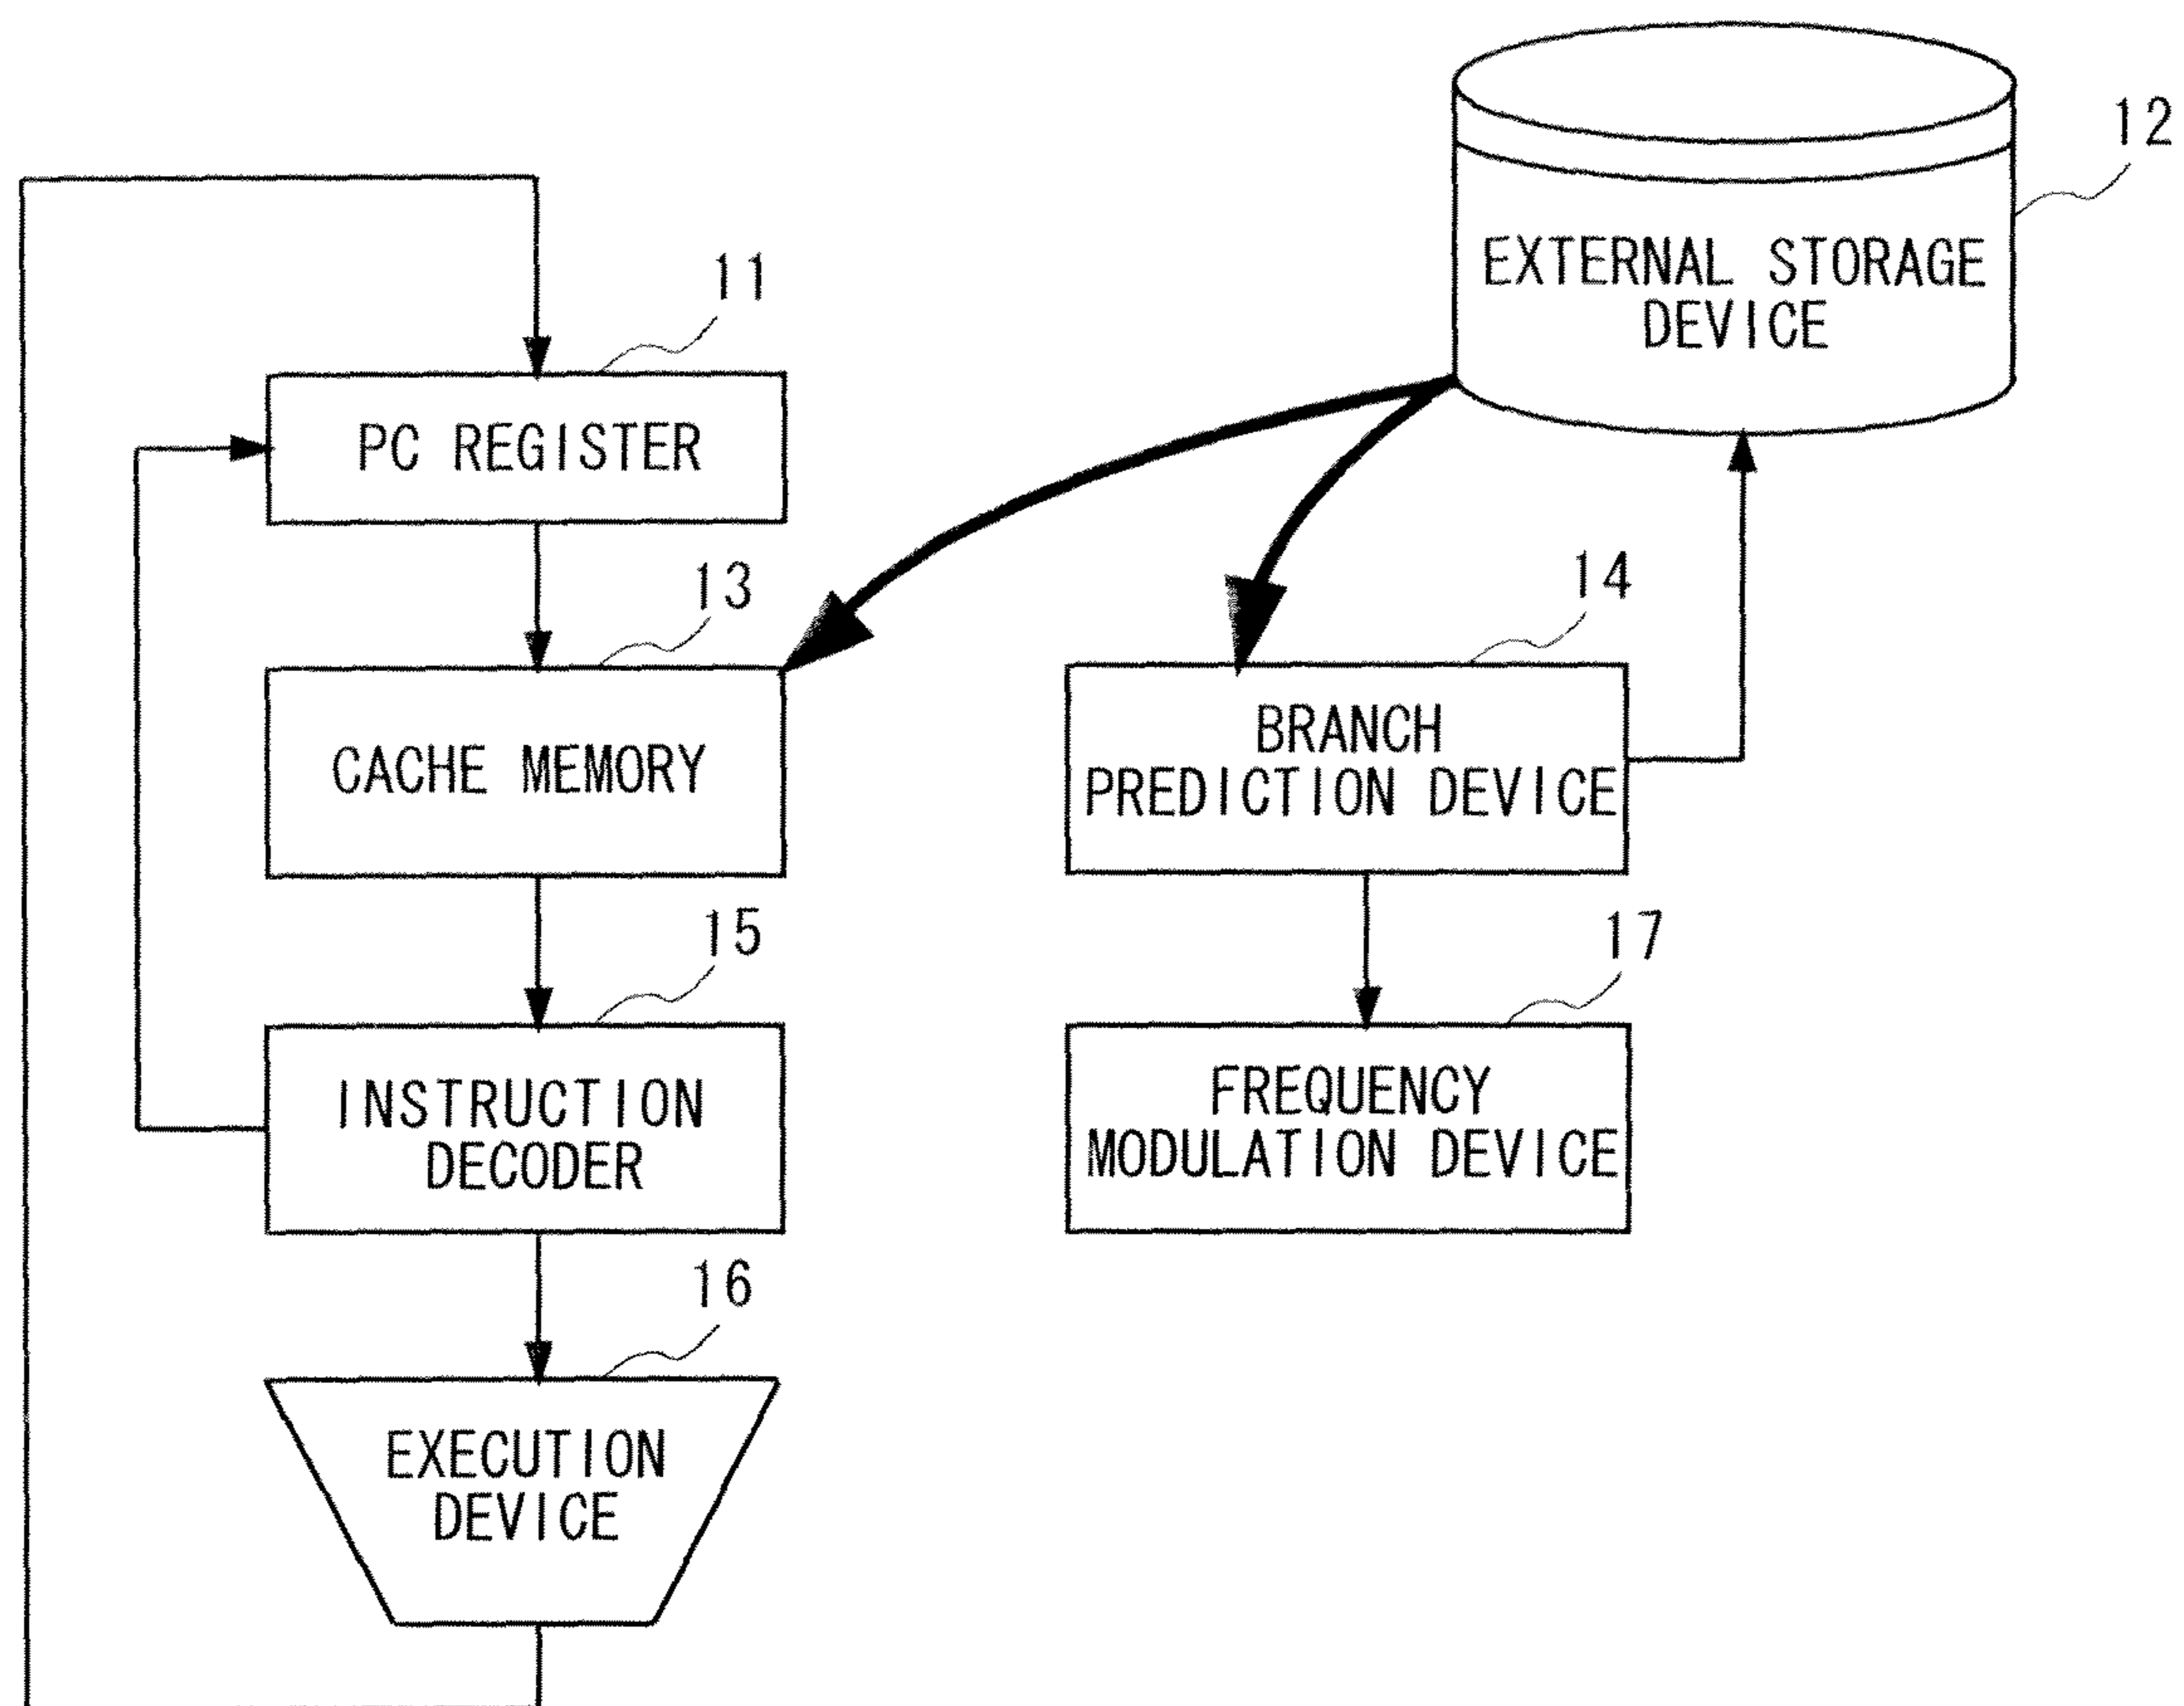 12
EXTERNAL STORAGE
DEVICE
11
PC REGISTER
13
CACHE MEMORY
14
BRANCH
PREDICTION DEVICE
15
INSTRUCTION
DECODER
17
FREQUENCY
MODULATION DEVICE
16
EXECUTION
DEVICE